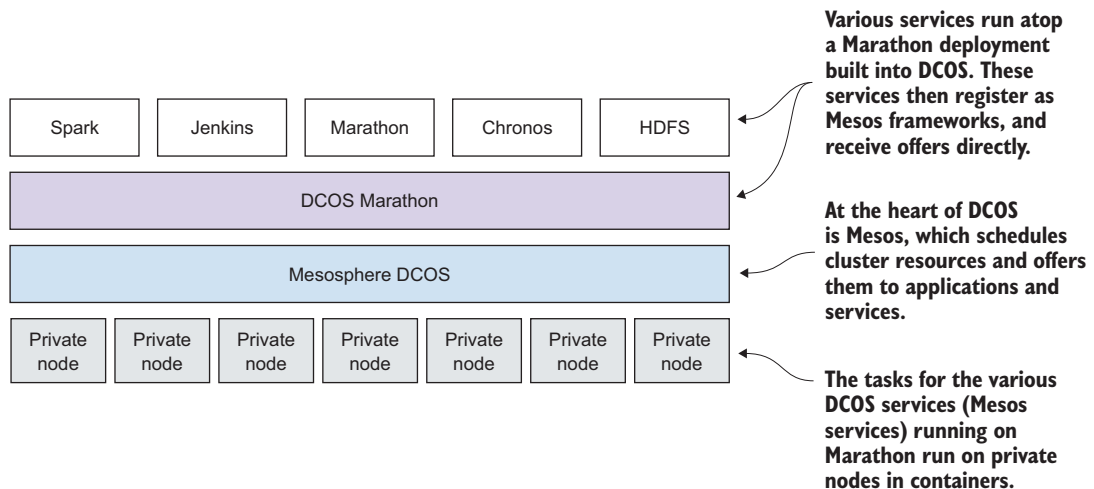 Various services run atop
a Marathon deployment
built into DCOS. These
services then register as
Mesos frameworks, and
receive offers directly.
Spark
Jenkins
Marathon
Chronos
HDFS
DCOS Marathon
At the heart of DCOS
is Mesos, which schedules
cluster resources and offers
them to applications and
services.
Mesosphere DCOS
Private
node
Private
node
Private
node
Private
node
Private
node
Private
node
Private
node
The tasks for the various
DCOS services (Mesos
services) running on
Marathon run on private
nodes in containers.